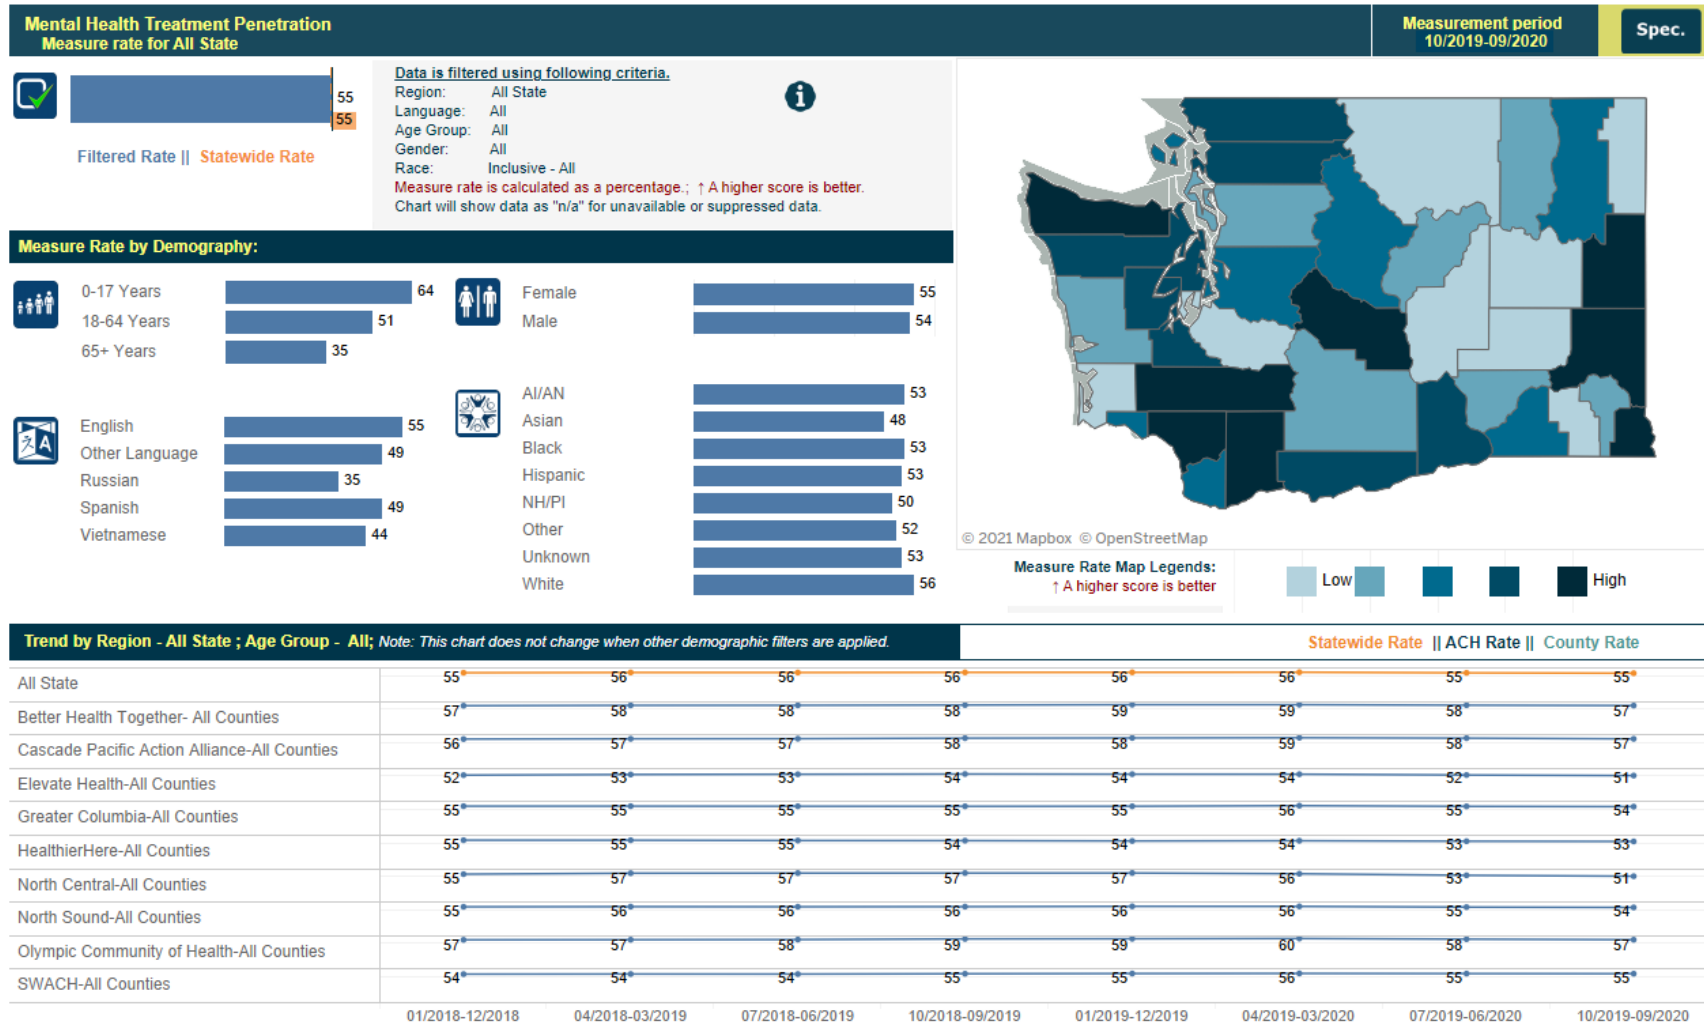 Mental Health Treatment Penetration
Measure rate for All State
Measurement period
10/2019-09/2020
Spec.
55
55
Filtered Rate || Statewide Rate
Data is filtered using following criteria.
Region: All State
Language: All
Age Group: All
Gender: All
Race: Inclusive - All
Measure rate is calculated as a percentage.; ↑ A higher score is better.
Chart will show data as "n/a" for unavailable or suppressed data.
i
Measure Rate by Demography:
0-17 Years 64
18-64 Years 51
65+ Years 35
Female 55
Male 54
English 55
Other Language 49
Russian 35
Spanish 49
Vietnamese 44
AI/AN 53
Asian 48
Black 53
Hispanic 53
NH/PI 50
Other 52
Unknown 53
White 56
© 2021 Mapbox © OpenStreetMap
Measure Rate Map Legends:
↑ A higher score is better
Low High
Trend by Region - All State ; Age Group - All; Note: This chart does not change when other demographic filters are applied.
Statewide Rate || ACH Rate || County Rate
All State 55 56 56 56 56 56 55 55
Better Health Together- All Counties 57 58 58 58 59 59 58 57
Cascade Pacific Action Alliance-All Counties 56 57 57 58 58 59 58 57
Elevate Health-All Counties 52 53 53 54 54 54 52 51
Greater Columbia-All Counties 55 55 55 55 55 56 55 54
HealthierHere-All Counties 55 55 55 54 54 54 53 53
North Central-All Counties 55 57 57 57 57 56 53 51
North Sound-All Counties 55 56 56 56 56 56 55 54
Olympic Community of Health-All Counties 57 57 58 59 59 60 58 57
SWACH-All Counties 54 54 54 55 55 56 55 55
01/2018-12/2018 04/2018-03/2019 07/2018-06/2019 10/2018-09/2019 01/2019-12/2019 04/2019-03/2020 07/2019-06/2020 10/2019-09/2020